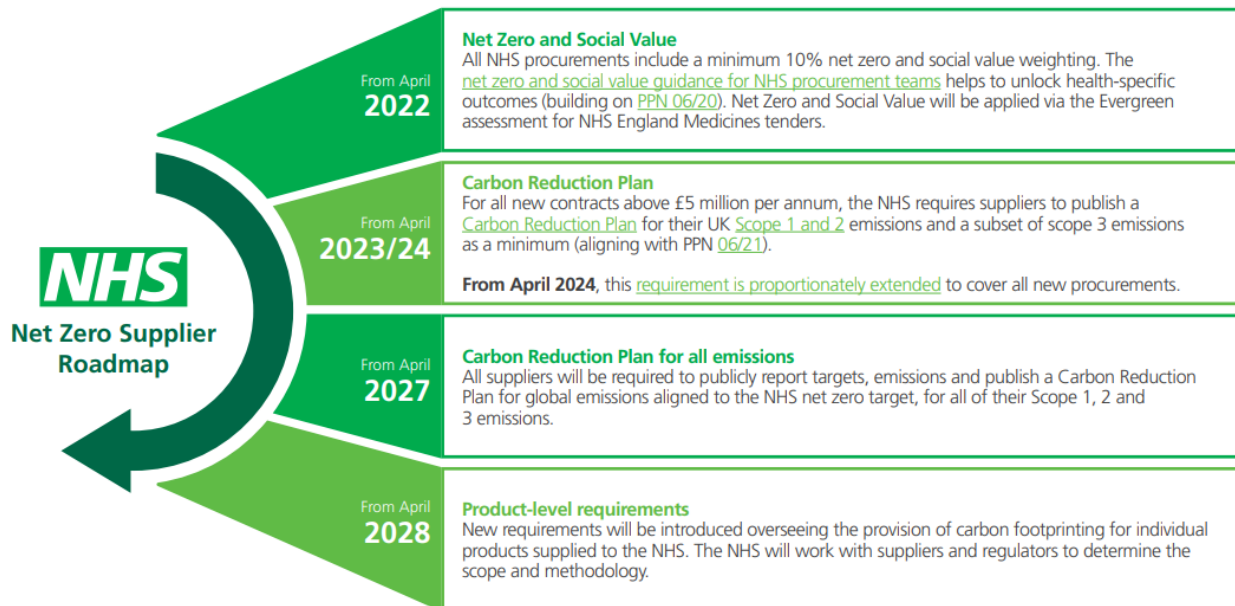 NHS
Net Zero Supplier
Roadmap
From April
2022
Net Zero and Social Value
All NHS procurements include a minimum 10% net zero and social value weighting. The
net zero and social value guidance for NHS procurement teams helps to unlock health-specific
outcomes (building on PPN 06/20). Net Zero and Social Value will be applied via the Evergreen
assessment for NHS England Medicines tenders.
From April
2023/24
Carbon Reduction Plan
For all new contracts above £5 million per annum, the NHS requires suppliers to publish a
Carbon Reduction Plan for their UK Scope 1 and 2 emissions and a subset of scope 3 emissions
as a minimum (aligning with PPN 06/21).
From April 2024, this requirement is proportionately extended to cover all new procurements.
From April
2027
Carbon Reduction Plan for all emissions
All suppliers will be required to publicly report targets, emissions and publish a Carbon Reduction
Plan for global emissions aligned to the NHS net zero target, for all of their Scope 1, 2 and
3 emissions.
From April
2028
Product-level requirements
New requirements will be introduced overseeing the provision of carbon footprinting for individual
products supplied to the NHS. The NHS will work with suppliers and regulators to determine the
scope and methodology.